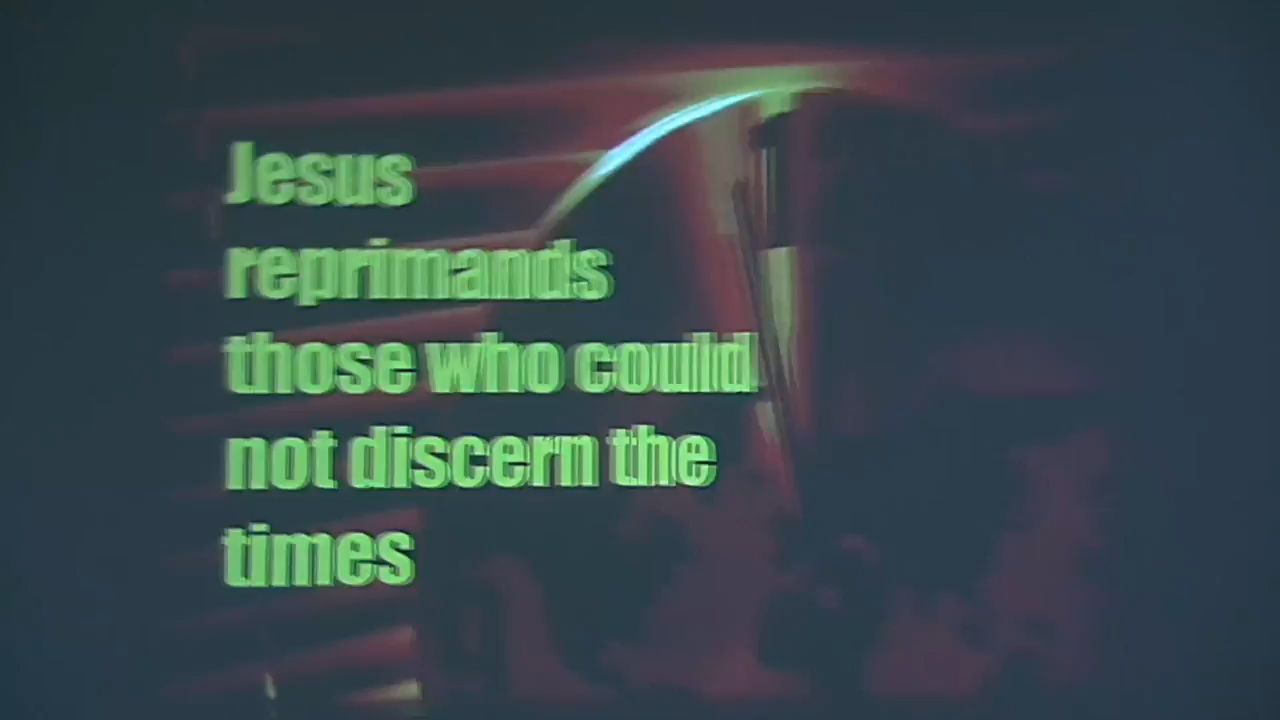 Jesus
reprimands
those who could
not discern the
times